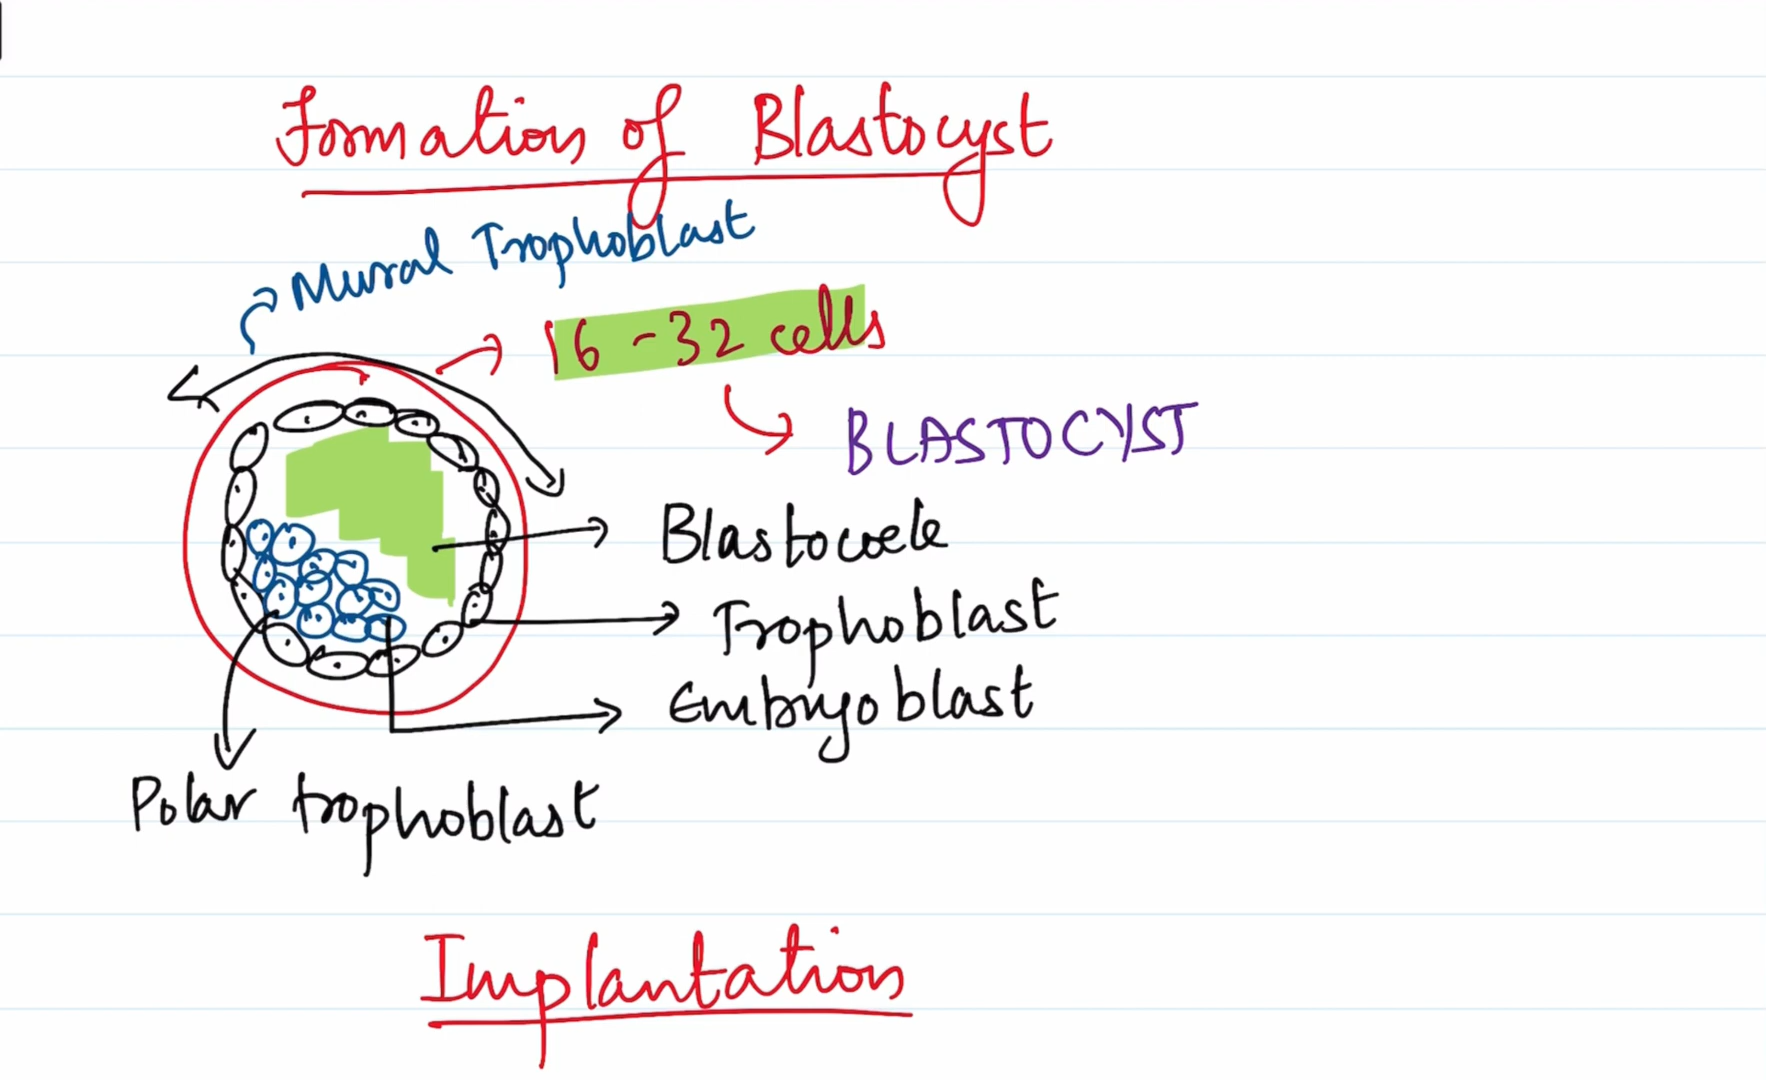 Formation of Blastocyst
Mural Trophoblast
16-32 cells
BLASTOCYST
Blastocoele
Trophoblast
Embryoblast
Polar trophoblast
Implantation